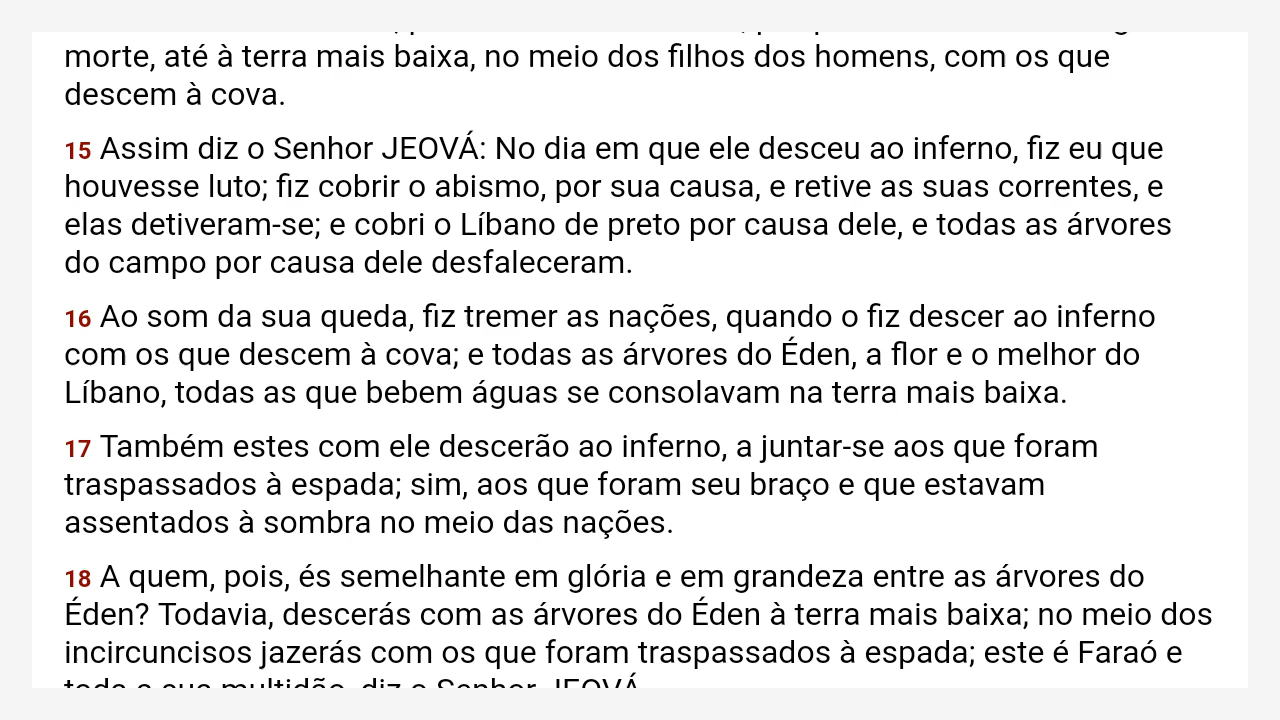 morte, até à terra mais baixa, no meio dos filhos dos homens, com os que
descem à cova.
15 Assim diz o Senhor JEOVÁ: No dia em que ele desceu ao inferno, fiz eu que
houvesse luto; fiz cobrir o abismo, por sua causa, e retive as suas correntes, e
elas detiveram-se; e cobri o Líbano de preto por causa dele, e todas as árvores
do campo por causa dele desfaleceram.
16 Ao som da sua queda, fiz tremer as nações, quando o fiz descer ao inferno
com os que descem à cova; e todas as árvores do Éden, a flor e o melhor do
Líbano, todas as que bebem águas se consolavam na terra mais baixa.
17 Também estes com ele descerão ao inferno, a juntar-se aos que foram
traspassados à espada; sim, aos que foram seu braço e que estavam
assentados à sombra no meio das nações.
18 A quem, pois, és semelhante em glória e em grandeza entre as árvores do
Éden? Todavia, descerás com as árvores do Éden à terra mais baixa; no meio dos
incircuncisos jazerás com os que foram traspassados à espada; este é Faraó e
toda a sua multidão, diz o Senhor JEOVÁ.